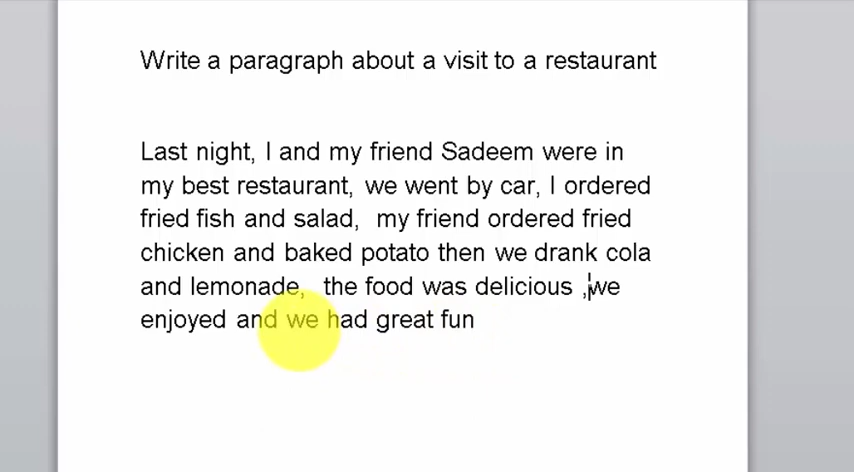 Write a paragraph about a visit to a restaurant
Last night, I and my friend Sadeem were in
my best restaurant, we went by car, I ordered
fried fish and salad, my friend ordered fried
chicken and baked potato then we drank cola
and lemonade, the food was delicious ,we
enjoyed and we had great fun